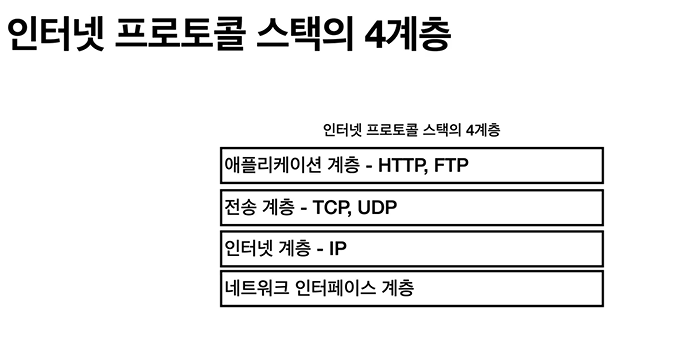 인터넷 프로토콜 스택의 4계층
인터넷 프로토콜 스택의 4계층
애플리케이션 계층 - HTTP, FTP
전송 계층 - TCP, UDP
인터넷 계층 - IP
네트워크 인터페이스 계층